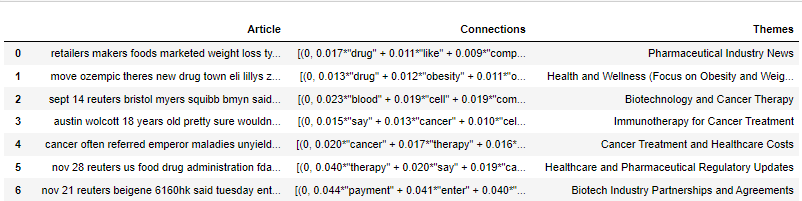 Article Connections Themes
0 retailers makers foods marketed weight loss ty... [(0, 0.017*"drug" + 0.011*"like" + 0.009*"comp... Pharmaceutical Industry News
1 move ozempic theres new drug town eli lillys z... [(0, 0.013*"drug" + 0.012*"obesity" + 0.011*"o... Health and Wellness (Focus on Obesity and Weig...
2 sept 14 reuters bristol myers squibb bmyn said... [(0, 0.023*"blood" + 0.019*"cell" + 0.019*"com... Biotechnology and Cancer Therapy
3 austin wolcott 18 years old pretty sure wouldn... [(0, 0.015*"say" + 0.013*"cancer" + 0.010*"cel... Immunotherapy for Cancer Treatment
4 cancer often referred emperor maladies unyield... [(0, 0.020*"cancer" + 0.017*"therapy" + 0.016*... Cancer Treatment and Healthcare Costs
5 nov 28 reuters us food drug administration fda... [(0, 0.040*"therapy" + 0.020*"say" + 0.019*"ca... Healthcare and Pharmaceutical Regulatory Updates
6 nov 21 reuters beigene 6160hk said tuesday ent... [(0, 0.044*"payment" + 0.041*"enter" + 0.040*"... Biotech Industry Partnerships and Agreements